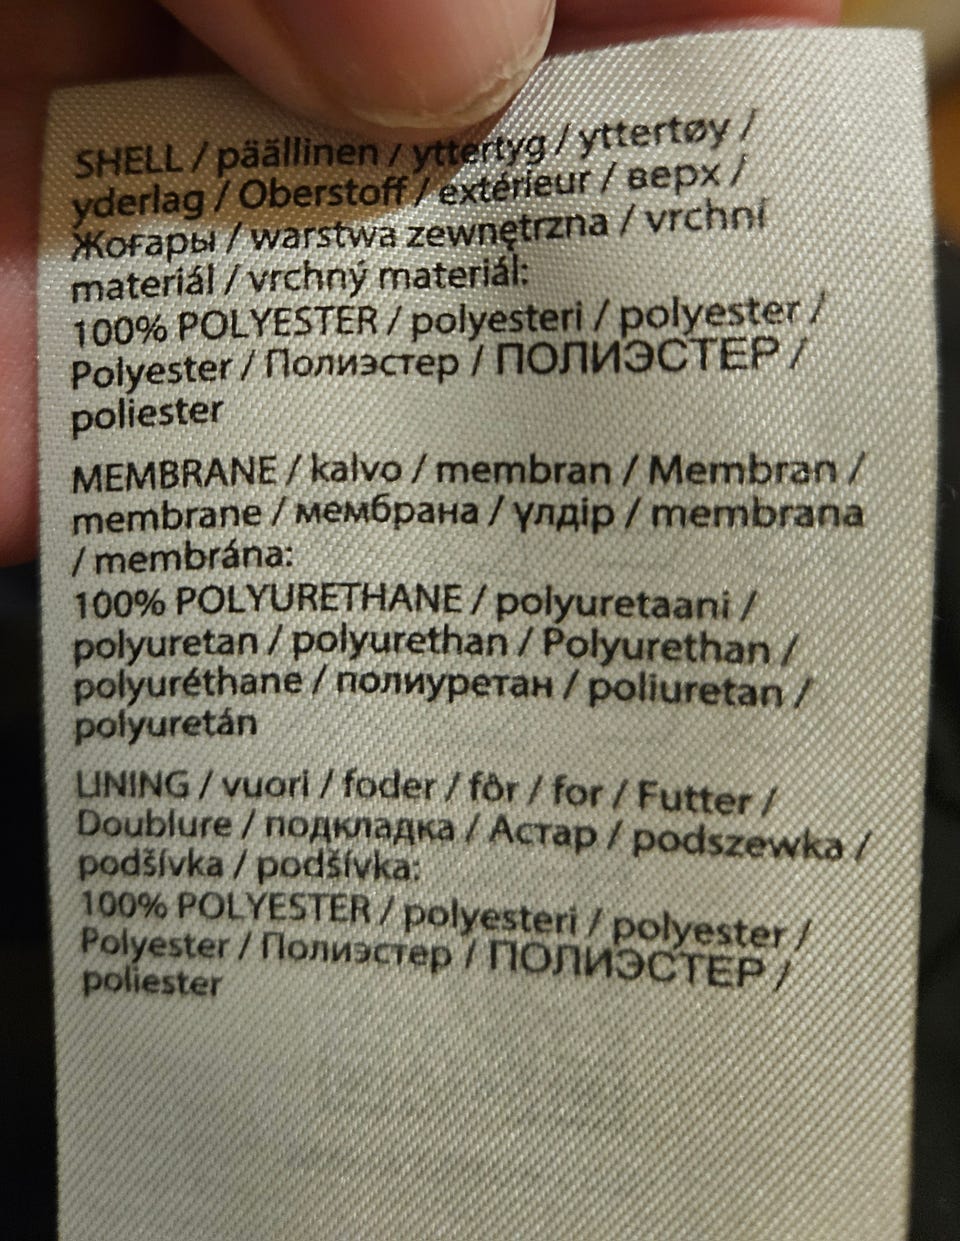 SHELL / päällinen / yttertyg / yttertøy /
yderlag / Oberstoff / extérieur / верх /
Жоғары / warstwa zewnętrzna / vrchní
materiál / vrchný materiál:
100% POLYESTER / polyesteri / polyester /
Polyester / Полиэстер / ПОЛИЭСТЕР /
poliester
MEMBRANE / kalvo / membran / Membran /
membrane / мембрана / үлдір / membrana
/ membrána:
100% POLYURETHANE / polyuretaani /
polyuretan / polyurethan / Polyurethan /
polyuréthane / полиуретан / poliuretan /
polyuretán
LINING / vuori / foder / fôr / for / Futter /
Doublure / подкладка / Астар / podszewka /
podšívka / podšívka:
100% POLYESTER / polyesteri / polyester /
Polyester / Полиэстер / ПОЛИЭСТЕР /
poliester